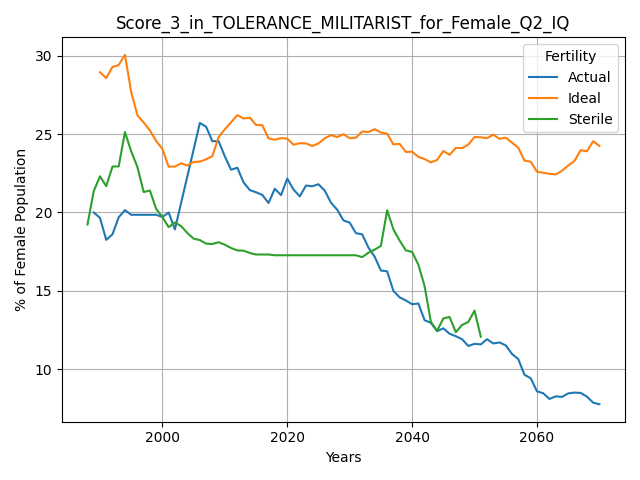 Score_3_in_TOLERANCE_MILITARIST_for_Female_Q2_IQ
Fertility
Actual
Ideal
Sterile
% of Female Population
30
25
20
15
10
2000 2020 2040 2060
Years